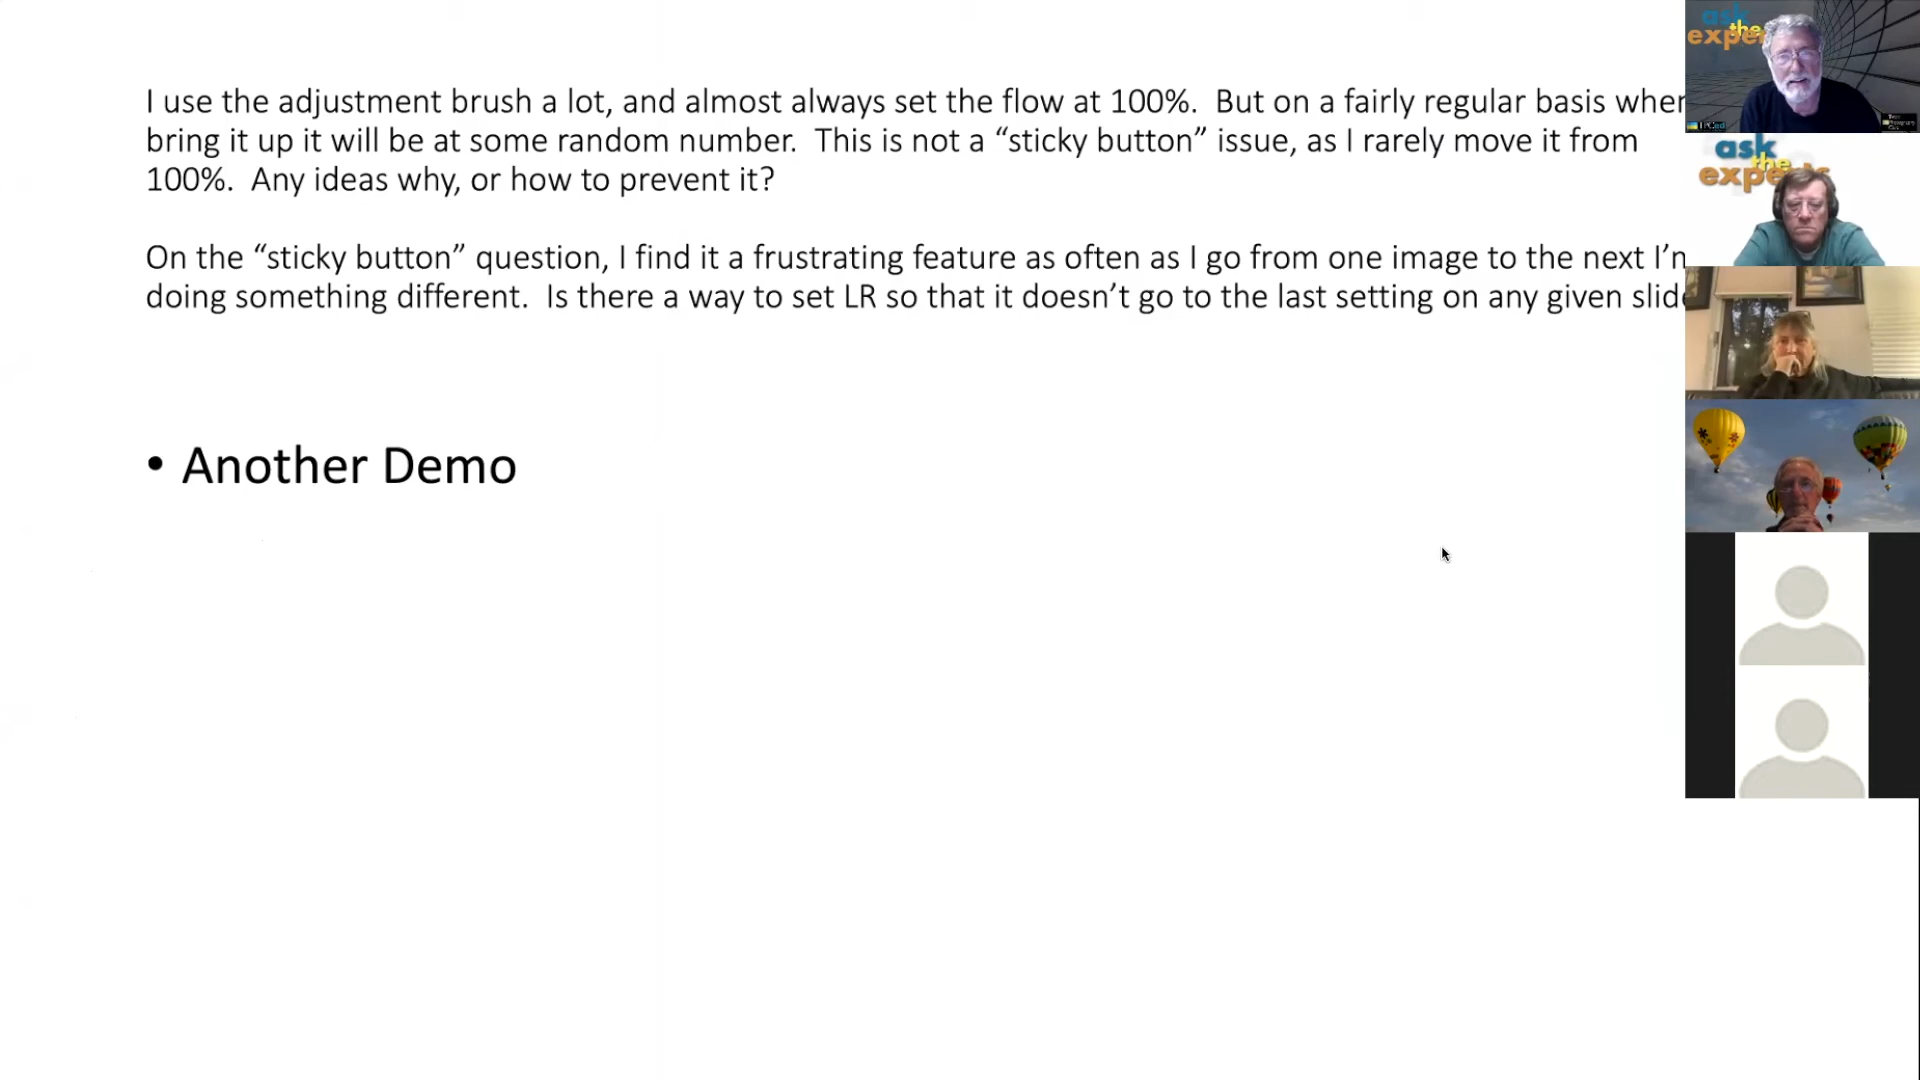 I use the adjustment brush a lot, and almost always set the flow at 100%.  But on a fairly regular basis
bring it up it will be at some random number.  This is not a “sticky button” issue, as I rarely move it from
100%.  Any ideas why, or how to prevent it?
On the “sticky button” question, I find it a frustrating feature as often as I go from one image to the next
doing something different.  Is there a way to set LR so that it doesn’t go to the last setting on any given
• Another Demo
ask
the
ask
the